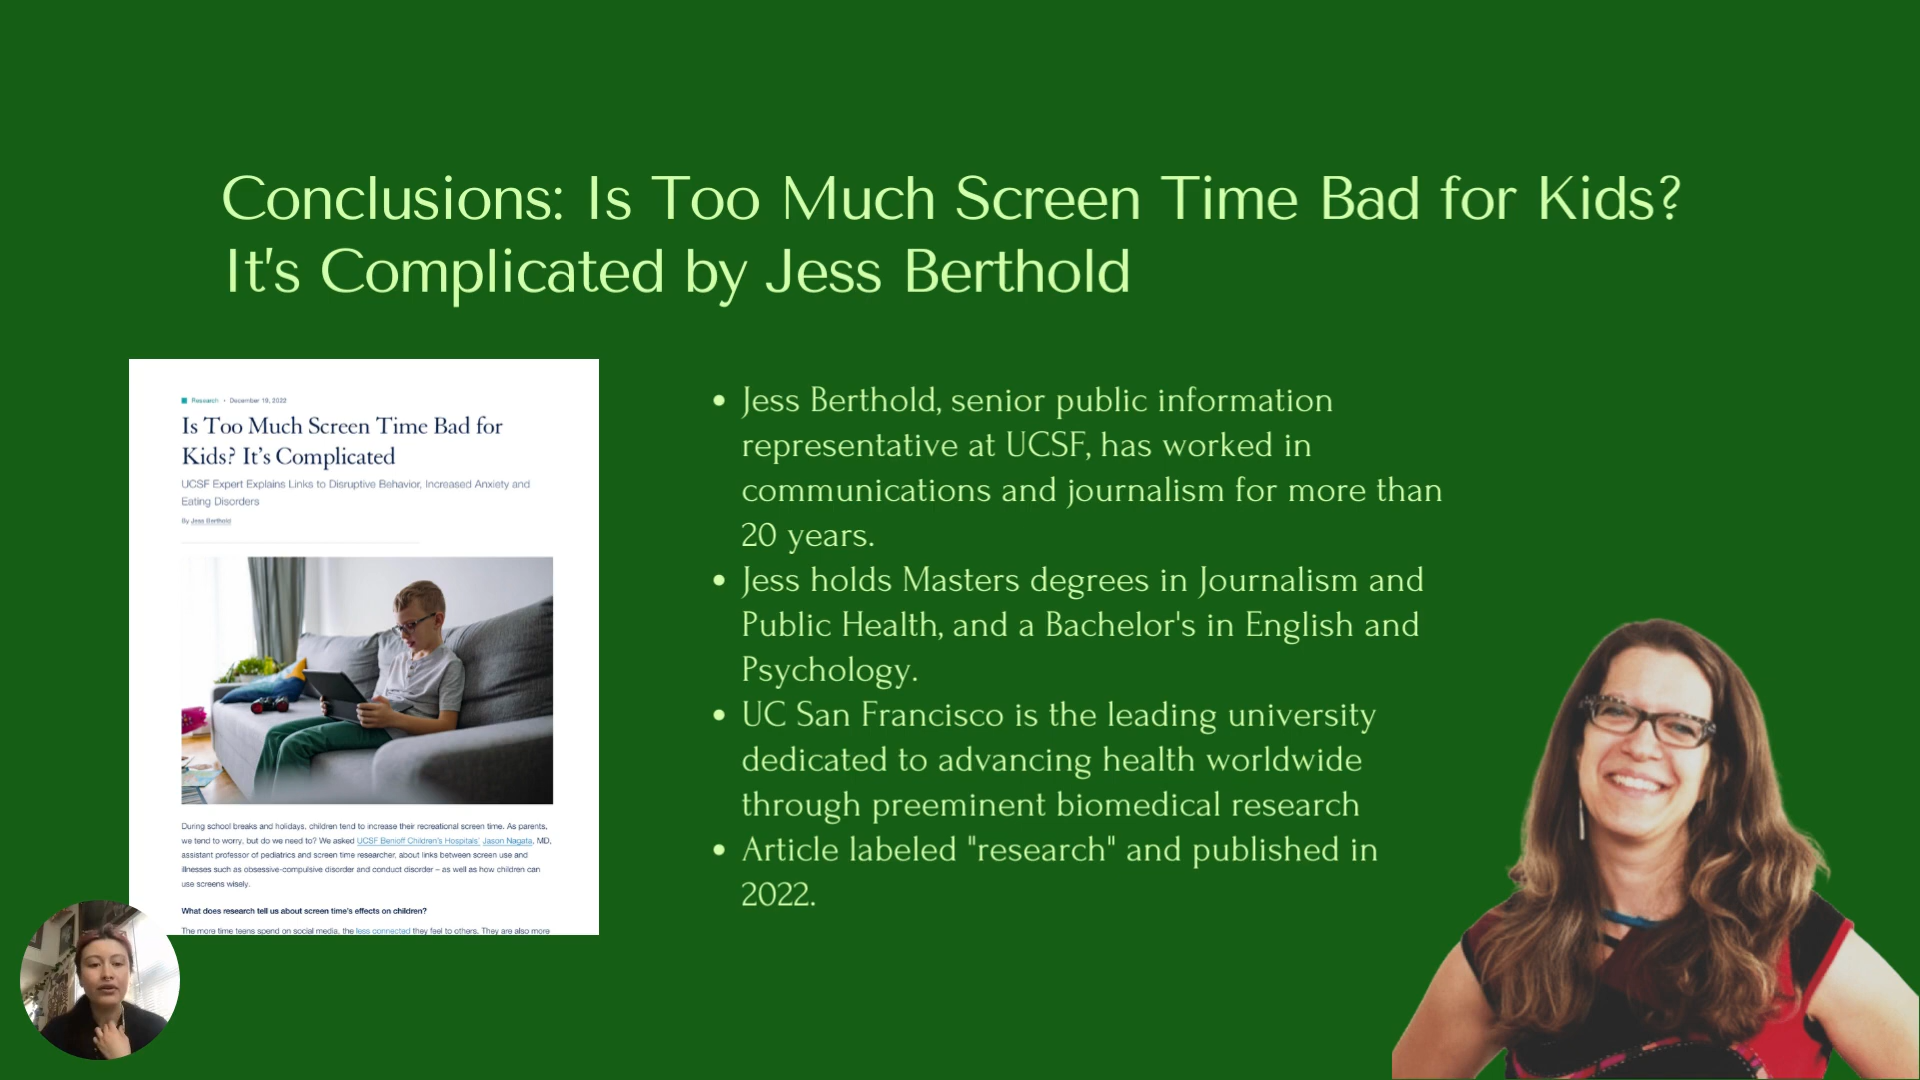 Conclusions: Is Too Much Screen Time Bad for Kids?
It's Complicated by Jess Berthold
Research • December 19, 2022
Is Too Much Screen Time Bad for
Kids? It's Complicated
UCSF Expert Explains Links to Disruptive Behavior, Increased Anxiety and
Eating Disorders
By Jess Berthold
During school breaks and holidays, children tend to increase their recreational screen time. As parents,
we tend to worry, but do we need to? We asked UCSF Benioff Children's Hospitals' Jason Nagata, MD,
assistant professor of pediatrics and screen time researcher, about links between screen use and
illnesses such as obsessive-compulsive disorder and conduct disorder – as well as how children can
use screens wisely.
What does research tell us about screen time's effects on children?
The more time teens spend on social media, the less connected they feel to others. They are also more
• Jess Berthold, senior public information
representative at UCSF, has worked in
communications and journalism for more than
20 years.
• Jess holds Masters degrees in Journalism and
Public Health, and a Bachelor's in English and
Psychology.
• UC San Francisco is the leading university
dedicated to advancing health worldwide
through preeminent biomedical research
• Article labeled "research" and published in
2022.